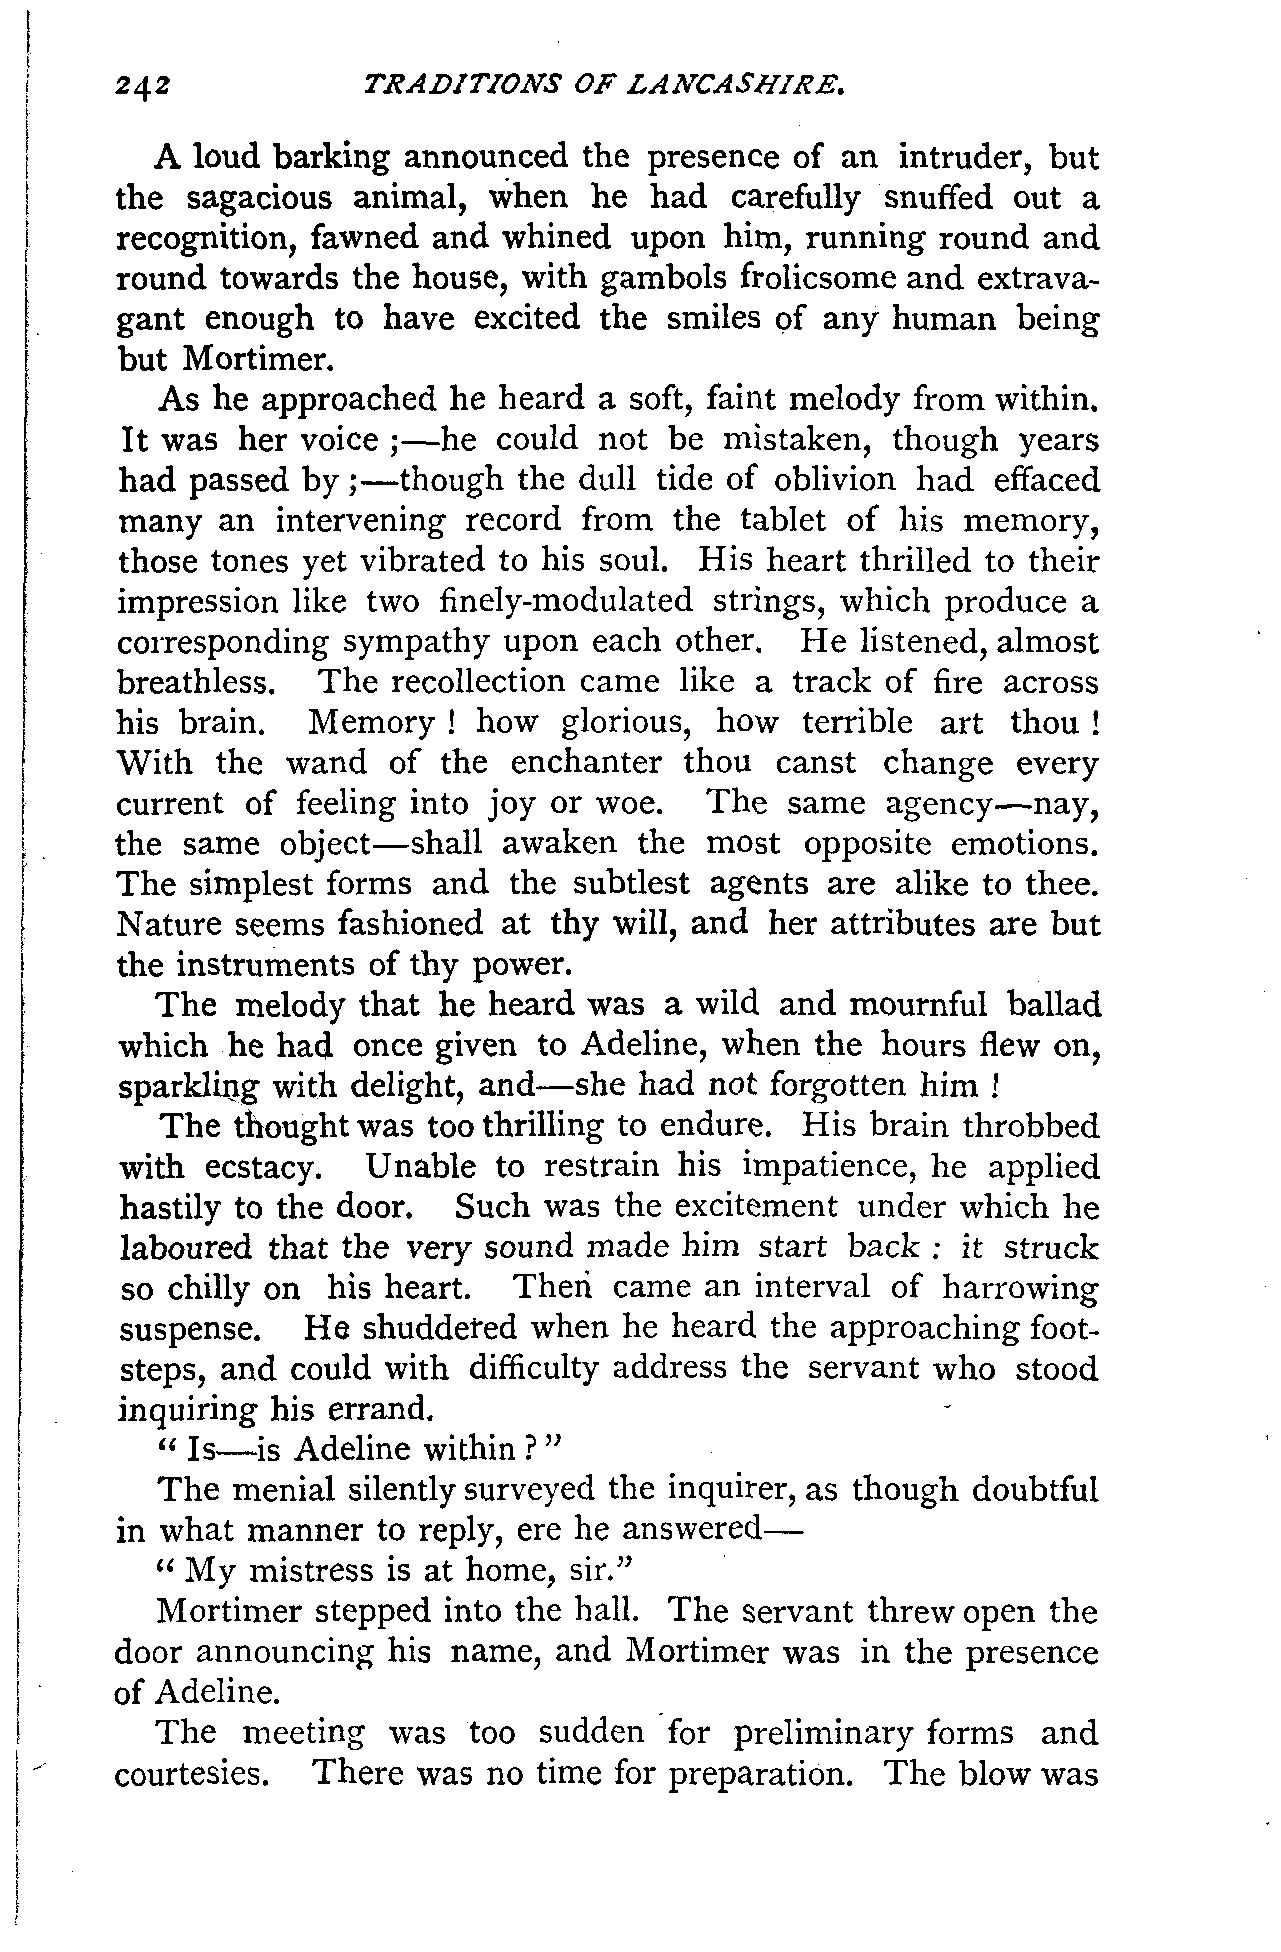 242 TRADITIONS OF LANCASHIRE.
A loud barking announced the presence of an intruder, but
the sagacious animal, when he had carefully snuffed out a
recognition, fawned and whined upon him, running round and
round towards the house, with gambols frolicsome and extrava-
gant enough to have excited the smiles of any human being
but Mortimer.
As he approached he heard a soft, faint melody from within.
It was her voice ;—he could not be mistaken, though years
had passed by ;—though the dull tide of oblivion had effaced
many an intervening record from the tablet of his memory,
those tones yet vibrated to his soul. His heart thrilled to their
impression like two finely-modulated strings, which produce a
corresponding sympathy upon each other. He listened, almost
breathless. The recollection came like a track of fire across
his brain. Memory ! how glorious, how terrible art thou !
With the wand of the enchanter thou canst change every
current of feeling into joy or woe. The same agency—nay,
the same object—shall awaken the most opposite emotions.
The simplest forms and the subtlest agents are alike to thee.
Nature seems fashioned at thy will, and her attributes are but
the instruments of thy power.
The melody that he heard was a wild and mournful ballad
which he had once given to Adeline, when the hours flew on,
sparkling with delight, and—she had not forgotten him !
The thought was too thrilling to endure. His brain throbbed
with ecstacy. Unable to restrain his impatience, he applied
hastily to the door. Such was the excitement under which he
laboured that the very sound made him start back : it struck
so chilly on his heart. Then came an interval of harrowing
suspense. He shuddered when he heard the approaching foot-
steps, and could with difficulty address the servant who stood
inquiring his errand.
“ Is—is Adeline within ? ”
The menial silently surveyed the inquirer, as though doubtful
in what manner to reply, ere he answered—
“ My mistress is at home, sir.”
Mortimer stepped into the hall. The servant threw open the
door announcing his name, and Mortimer was in the presence
of Adeline.
The meeting was too sudden for preliminary forms and
courtesies. There was no time for preparation. The blow was